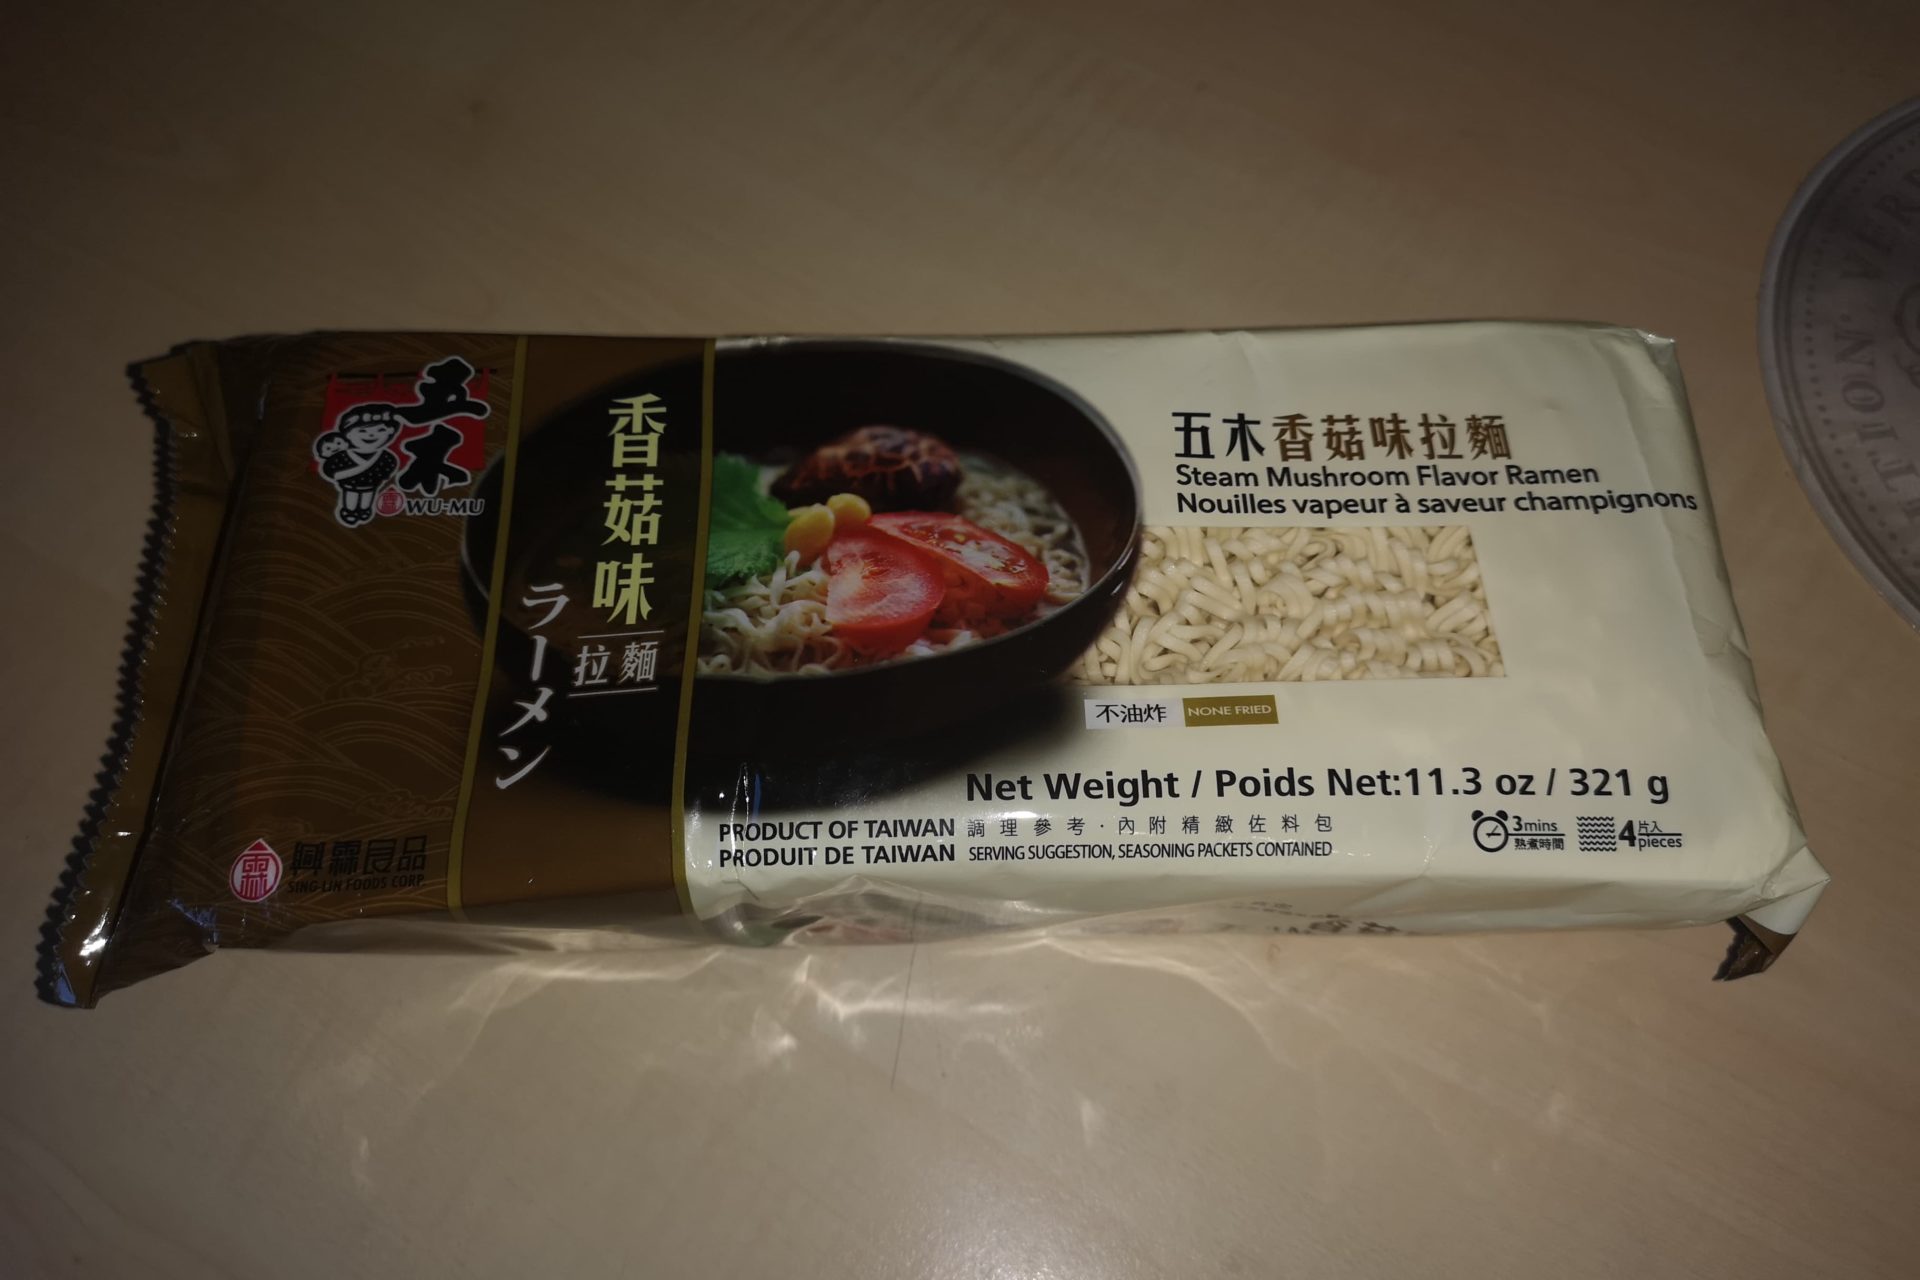 五木
WU-MU
香菇味
拉麵
ラーメン
五木香菇味拉麵
Steam Mushroom Flavor Ramen
Nouilles vapeur à saveur champignons
不油炸 NONE FRIED
Net Weight / Poids Net:11.3 oz / 321 g
PRODUCT OF TAIWAN 調理參考·內附精緻佐料包
PRODUIT DE TAIWAN SERVING SUGGESTION, SEASONING PACKETS CONTAINED
3mins
熟煮時間
4片入
pieces
興霖食品
SING-LIN FOODS CORP.